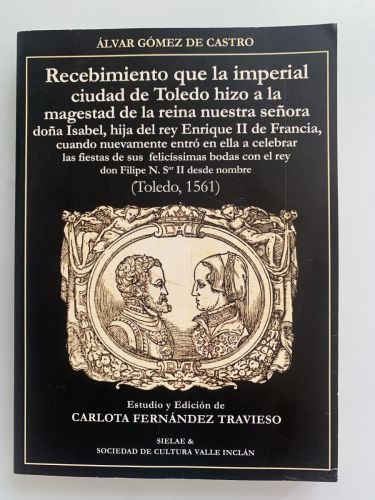 ÁLVAR GÓMEZ DE CASTRO
Recebimiento que la imperial
ciudad de Toledo hizo a la
magestad de la reina nuestra señora
doña Isabel, hija del rey Enrique II de Francia,
cuando nuevamente entró en ella a celebrar
las fiestas de sus felicíssimas bodas con el rey
don Filipe N. Sᵒʳ II desde nombre
(Toledo, 1561)
Estudio y Edición de
CARLOTA FERNÁNDEZ TRAVIESO
SIELAE &
SOCIEDAD DE CULTURA VALLE INCLÁN